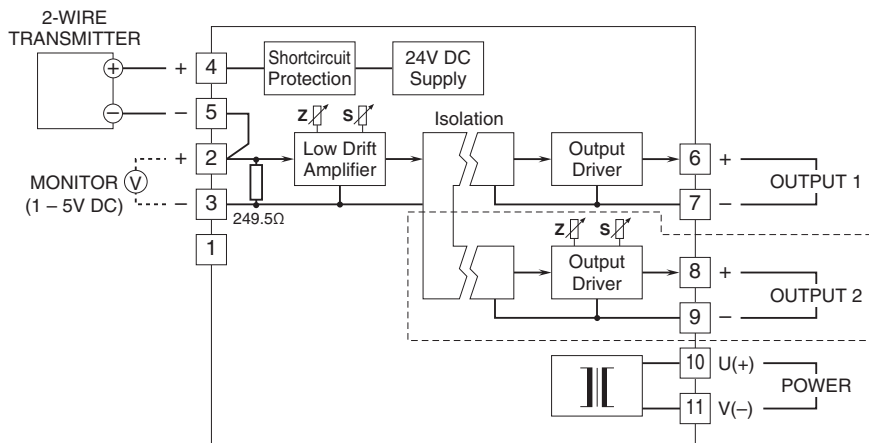 2-WIRE
TRANSMITTER
+
–
+
4
Shortcircuit
Protection
24V DC
Supply
–
5
Z
S
Isolation
+
2
Low Drift
Amplifier
Output
Driver
6
+
MONITOR
(1 – 5V DC)
V
OUTPUT 1
–
3
249.5Ω
7
–
1
Z
S
Output
Driver
8
+
OUTPUT 2
9
–
10
U(+)
POWER
11
V(–)